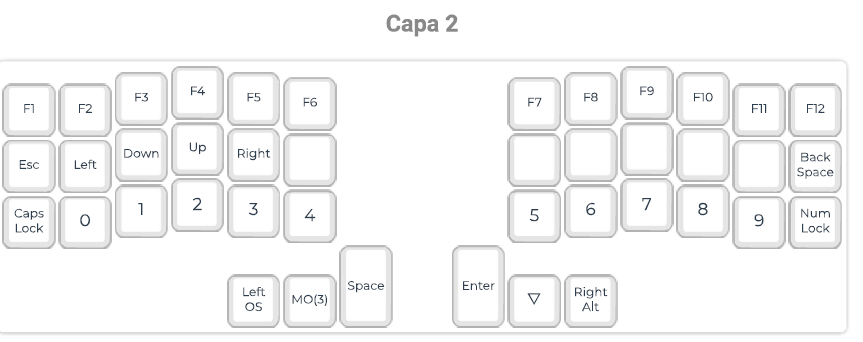 Capa 2
F1 F2 F3 F4 F5 F6 F7 F8 F9 F10 F11 F12
Esc Left Down Up Right Back
Space
Caps
Lock 0 1 2 3 4 5 6 7 8 9 Num
Lock
Left
OS MO(3) Space Enter ▽ Right
Alt